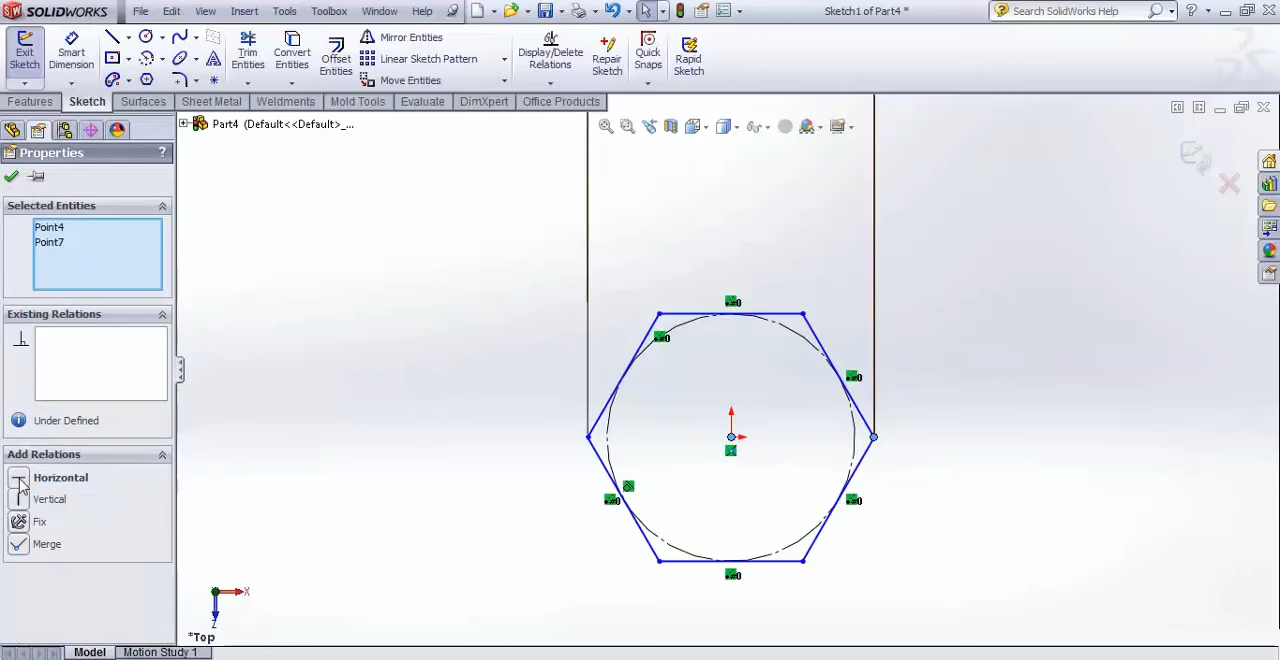 SOLIDWORKS File Edit View Insert Tools Toolbox Window Help Sketch1 of Part4 * Search SolidWorks Help
Exit Sketch
Smart Dimension
Trim Entities
Convert Entities
Offset Entities
Mirror Entities
Linear Sketch Pattern
Move Entities
Display/Delete Relations
Repair Sketch
Quick Snaps
Rapid Sketch
Features Sketch Surfaces Sheet Metal Weldments Mold Tools Evaluate DimXpert Office Products
Part4 (Default<<Default>_...
Properties ?
Selected Entities
Point4
Point7
Existing Relations
Under Defined
Add Relations
Horizontal
Vertical
Fix
Merge
X
Z
*Top
Model Motion Study 1